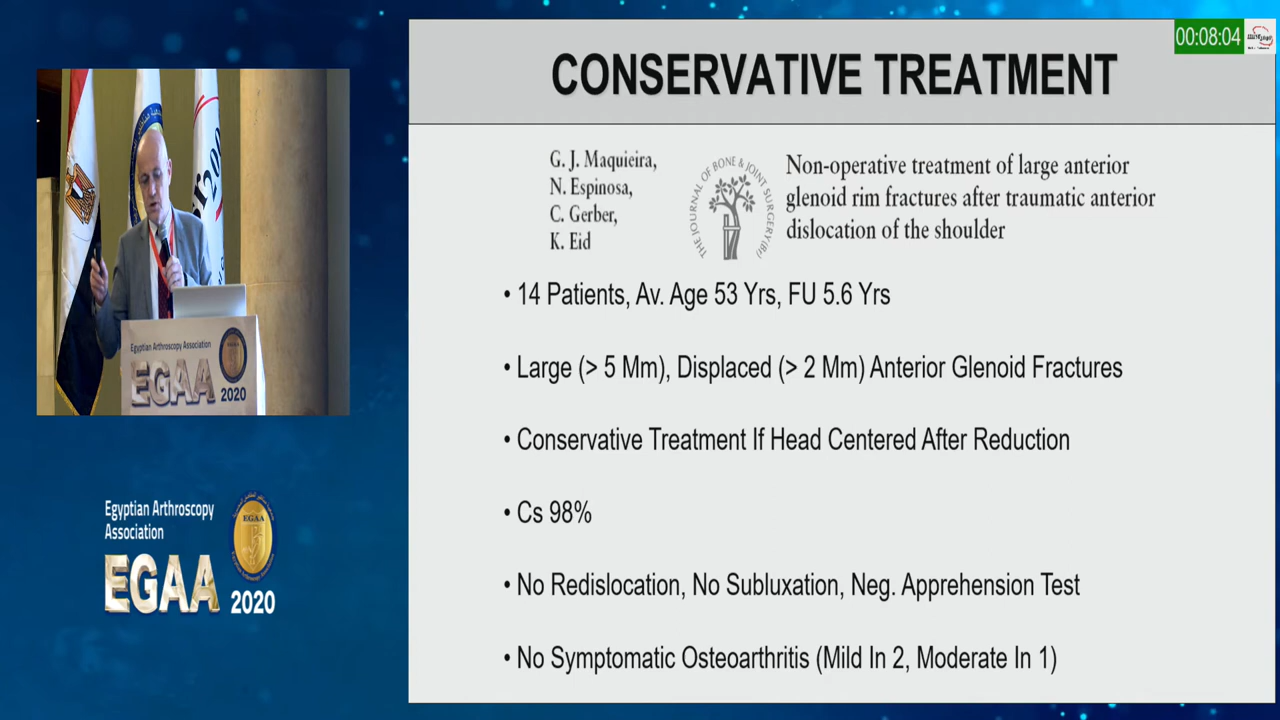 00:08:04
CONSERVATIVE TREATMENT
G. J. Maquieira,
N. Espinosa,
C. Gerber,
K. Eid
THE JOURNAL OF BONE & JOINT SURGERY(Br)
Non-operative treatment of large anterior
glenoid rim fractures after traumatic anterior
dislocation of the shoulder
• 14 Patients, Av. Age 53 Yrs, FU 5.6 Yrs
• Large (> 5 Mm), Displaced (> 2 Mm) Anterior Glenoid Fractures
• Conservative Treatment If Head Centered After Reduction
• Cs 98%
• No Redislocation, No Subluxation, Neg. Apprehension Test
• No Symptomatic Osteoarthritis (Mild In 2, Moderate In 1)
Egyptian Arthroscopy Association
EGAA
2020
Egyptian Arthroscopy
Association
EGAA
EGAA
2020